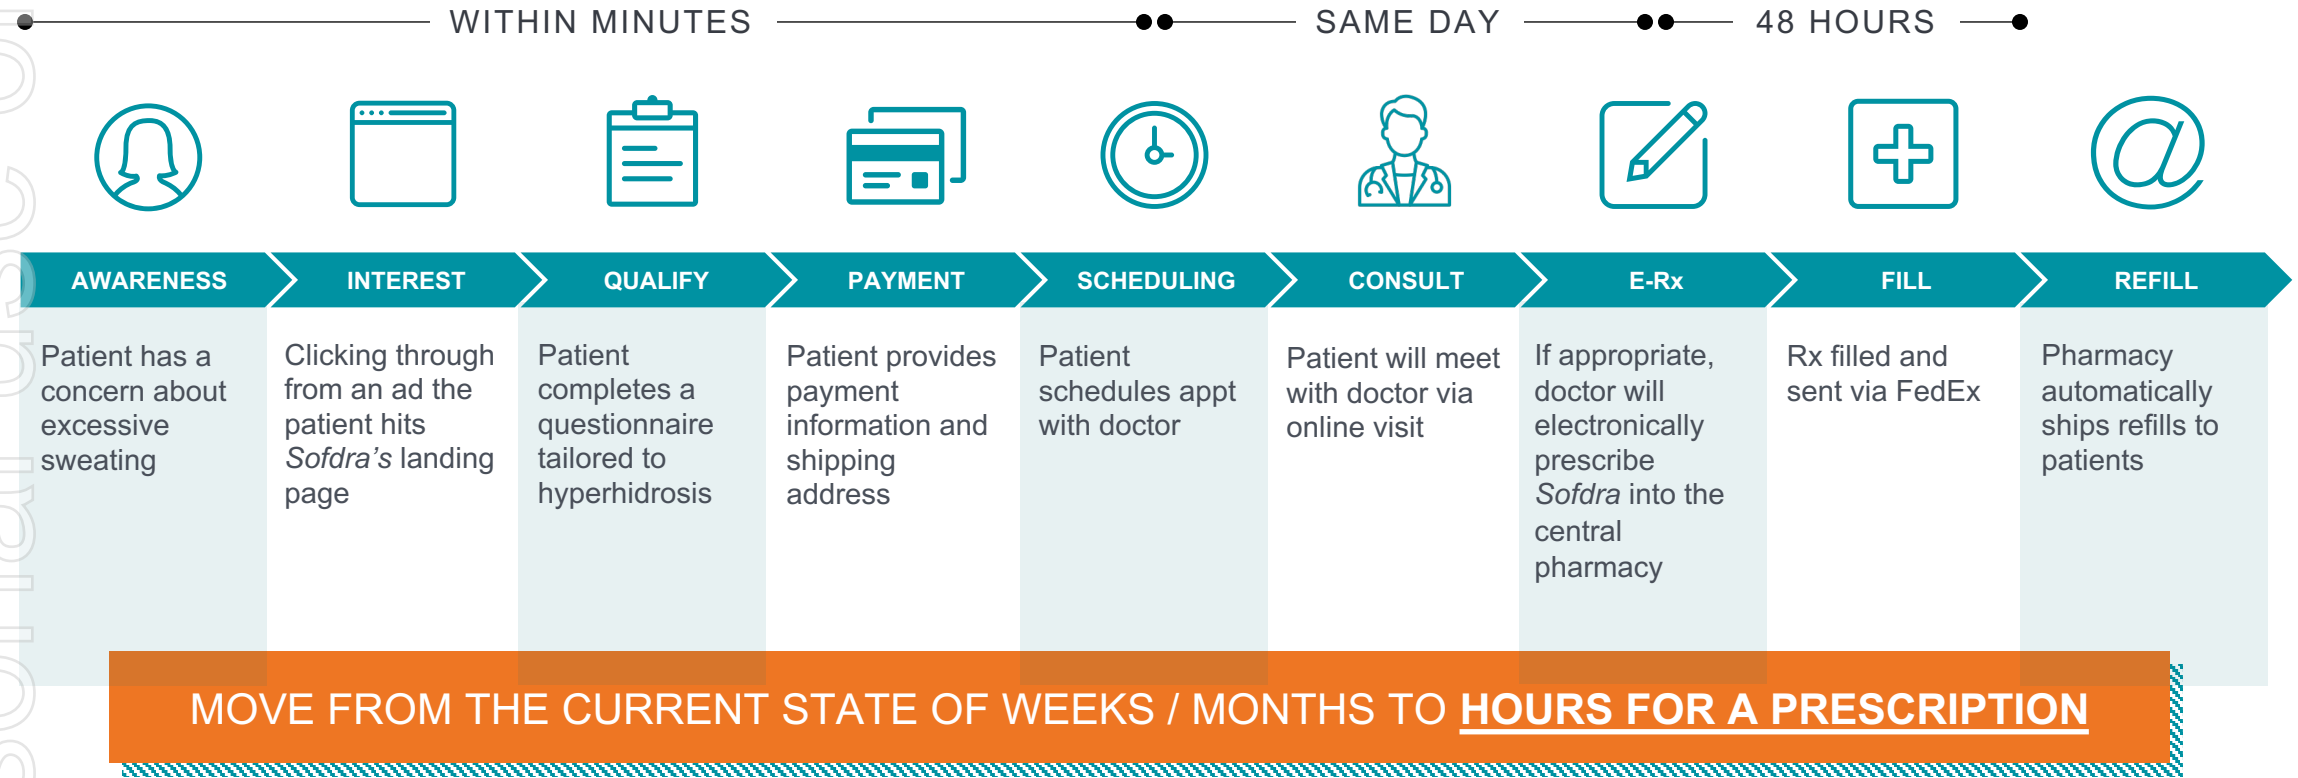 WITHIN MINUTES
SAME DAY
48 HOURS
AWARENESS
INTEREST
QUALIFY
PAYMENT
SCHEDULING
CONSULT
E-Rx
FILL
REFILL
Patient has a
concern about
excessive
sweating
Clicking through
from an ad the
patient hits
Sofdra's landing
page
Patient
completes a
questionnaire
tailored to
hyperhidrosis
Patient provides
payment
information and
shipping
address
Patient
schedules appt
with doctor
Patient will meet
with doctor via
online visit
If appropriate,
doctor will
electronically
prescribe
Sofdra into the
central
pharmacy
Rx filled and
sent via FedEx
Pharmacy
automatically
ships refills to
patients
MOVE FROM THE CURRENT STATE OF WEEKS / MONTHS TO HOURS FOR A PRESCRIPTION